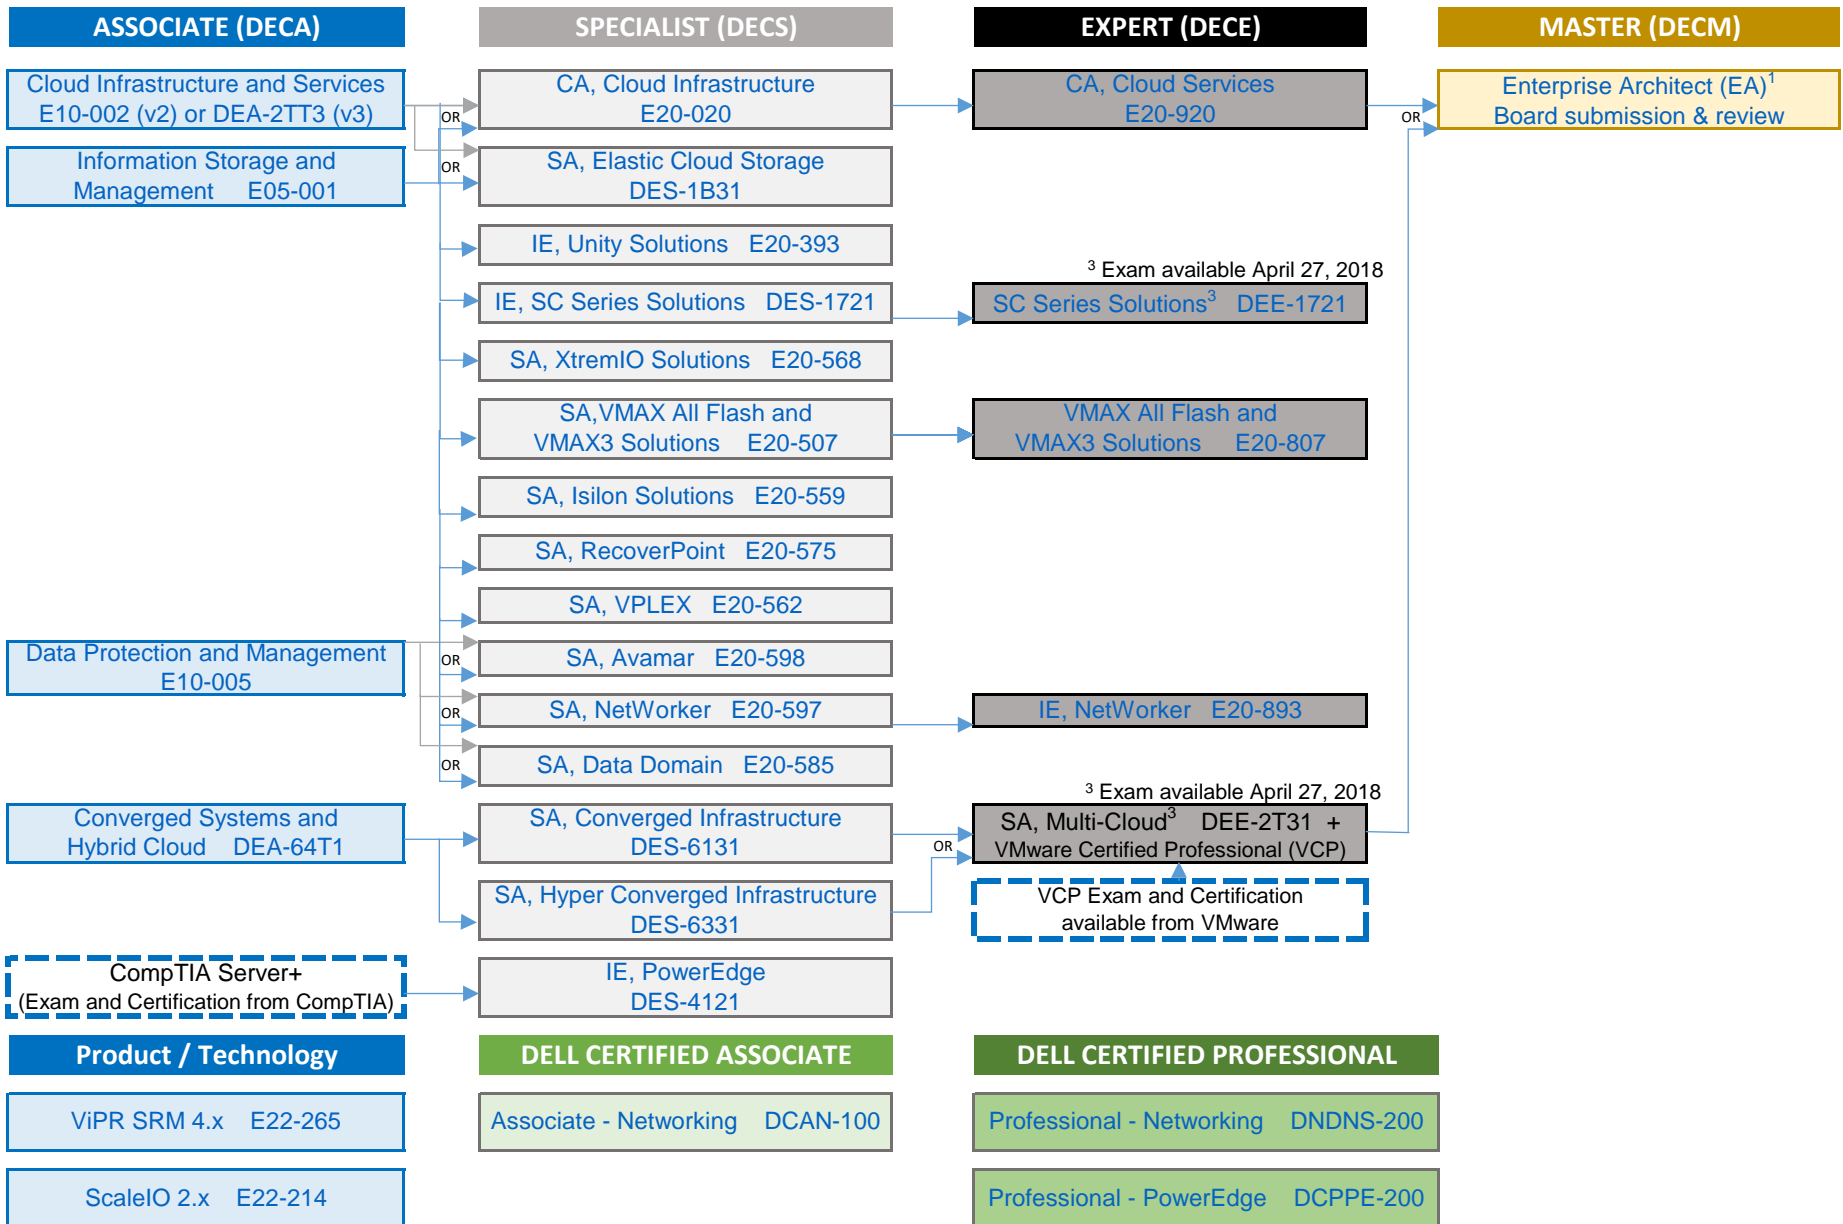 ASSOCIATE (DECA)
SPECIALIST (DECS)
EXPERT (DECE)
MASTER (DECM)
Cloud Infrastructure and Services
E10-002 (v2) or DEA-2TT3 (v3)
OR
CA, Cloud Infrastructure
E20-020
CA, Cloud Services
E20-920
OR
Enterprise Architect (EA)¹
Board submission & review
Information Storage and
Management E05-001
OR
SA, Elastic Cloud Storage
DES-1B31
IE, Unity Solutions E20-393
³ Exam available April 27, 2018
IE, SC Series Solutions DES-1721
SC Series Solutions³ DEE-1721
SA, XtremIO Solutions E20-568
SA,VMAX All Flash and
VMAX3 Solutions E20-507
VMAX All Flash and
VMAX3 Solutions E20-807
SA, Isilon Solutions E20-559
SA, RecoverPoint E20-575
SA, VPLEX E20-562
Data Protection and Management
E10-005
OR
SA, Avamar E20-598
OR
SA, NetWorker E20-597
IE, NetWorker E20-893
OR
SA, Data Domain E20-585
³ Exam available April 27, 2018
Converged Systems and
Hybrid Cloud DEA-64T1
SA, Converged Infrastructure
DES-6131
OR
SA, Multi-Cloud³ DEE-2T31 +
VMware Certified Professional (VCP)
SA, Hyper Converged Infrastructure
DES-6331
VCP Exam and Certification
available from VMware
CompTIA Server+
(Exam and Certification from CompTIA)
IE, PowerEdge
DES-4121
Product / Technology
DELL CERTIFIED ASSOCIATE
DELL CERTIFIED PROFESSIONAL
ViPR SRM 4.x E22-265
Associate - Networking DCAN-100
Professional - Networking DNDNS-200
ScaleIO 2.x E22-214
Professional - PowerEdge DCPPE-200